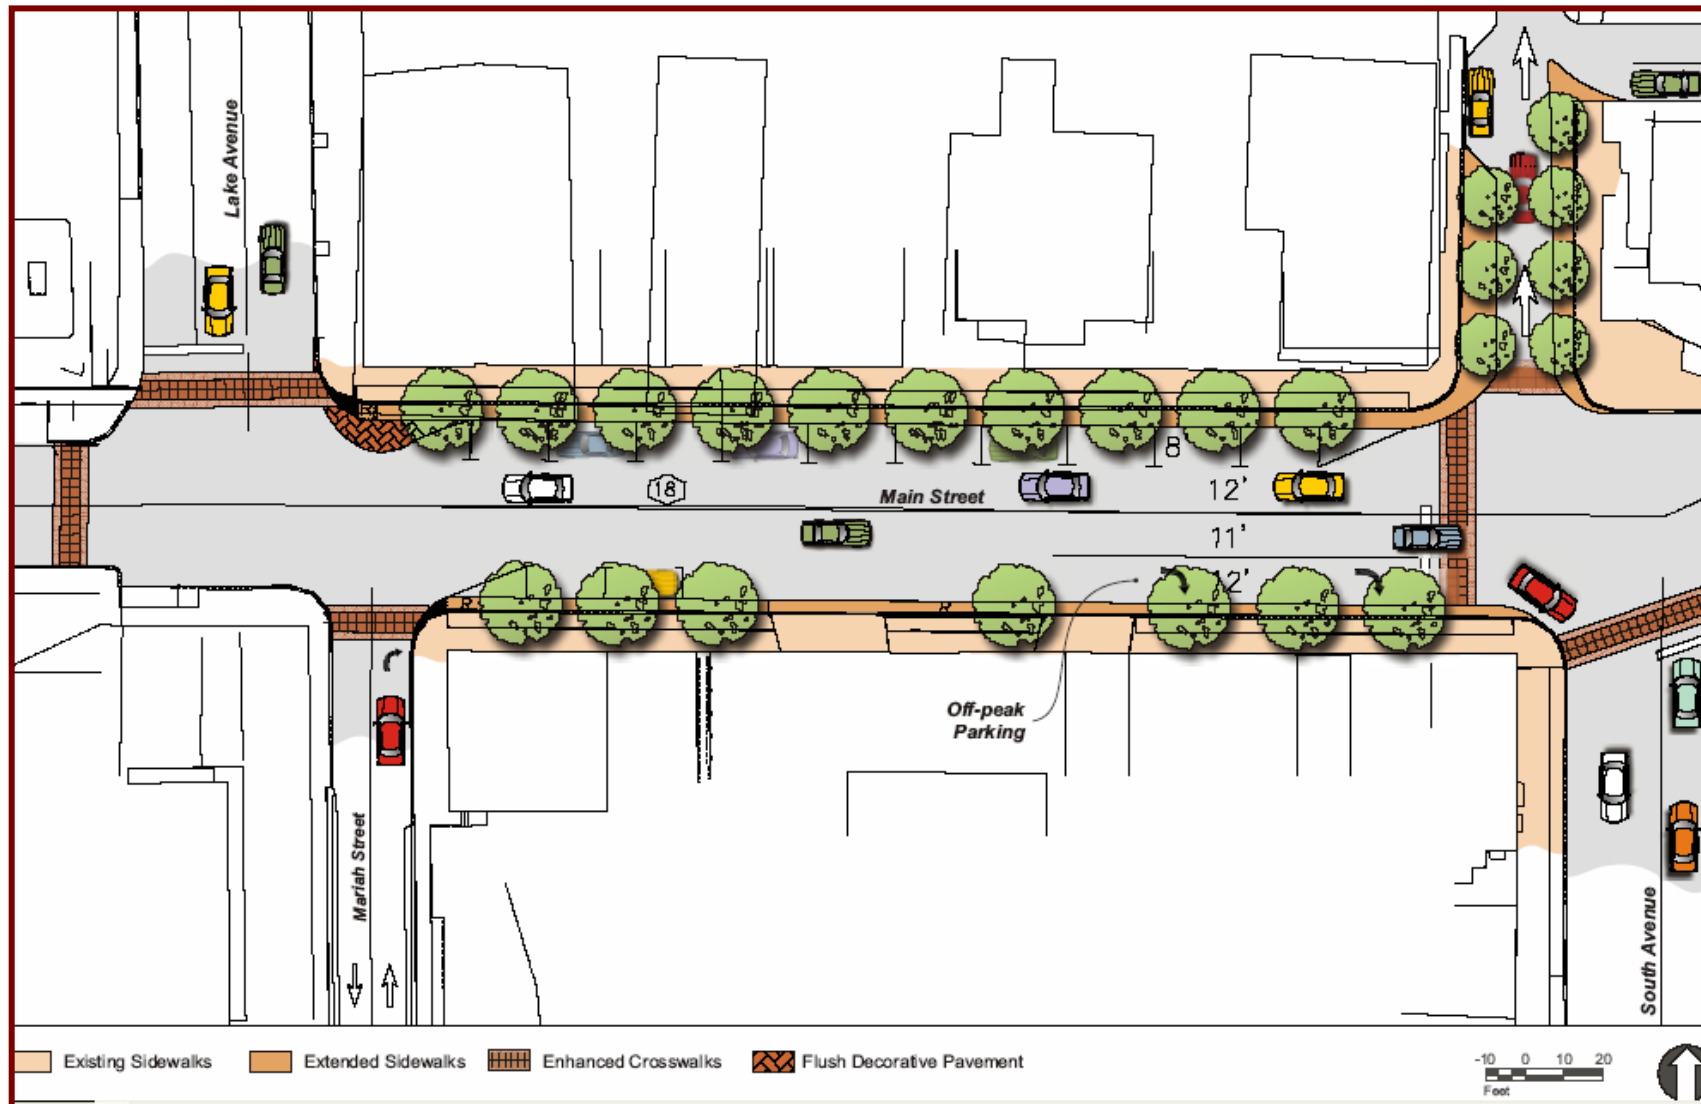 Lake Avenue
8
18
Main Street
12'
11'
12'
Off-peak
Parking
Mariah Street
South Avenue
Existing Sidewalks
Extended Sidewalks
Enhanced Crosswalks
Flush Decorative Pavement
-10 0 10 20
Feet